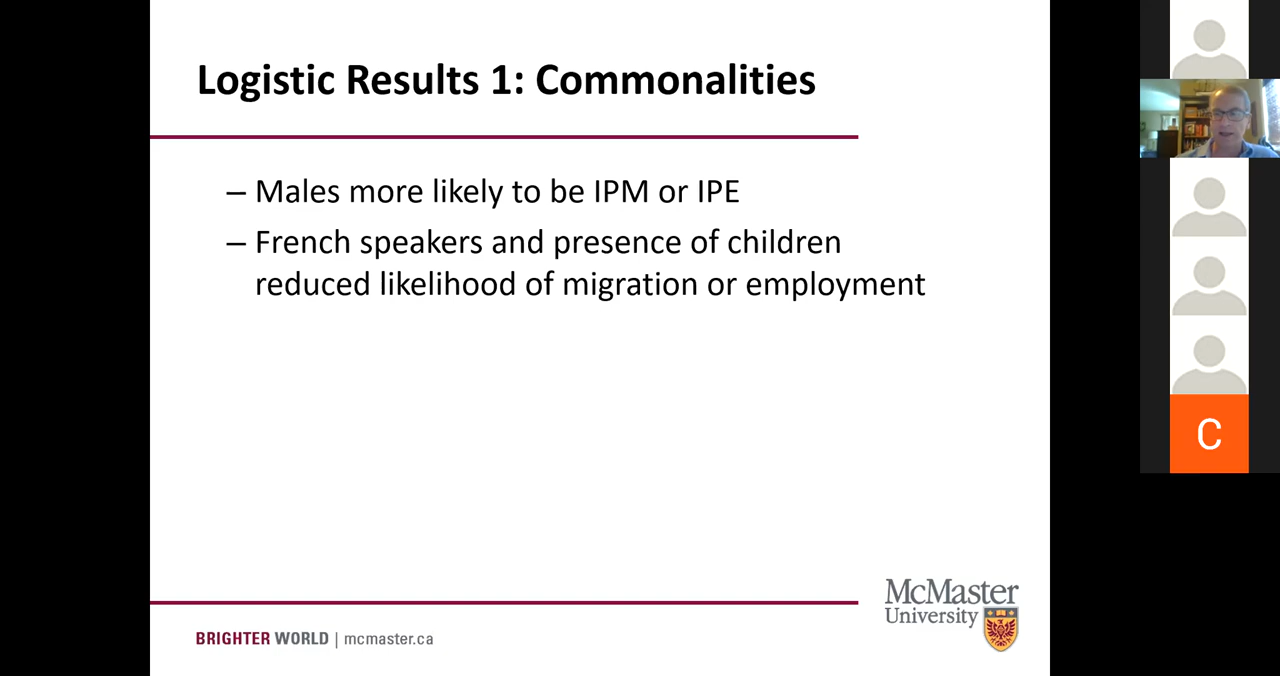 Logistic Results 1: Commonalities
– Males more likely to be IPM or IPE
– French speakers and presence of children
reduced likelihood of migration or employment
C
McMaster
University
BRIGHTER WORLD | mcmaster.ca